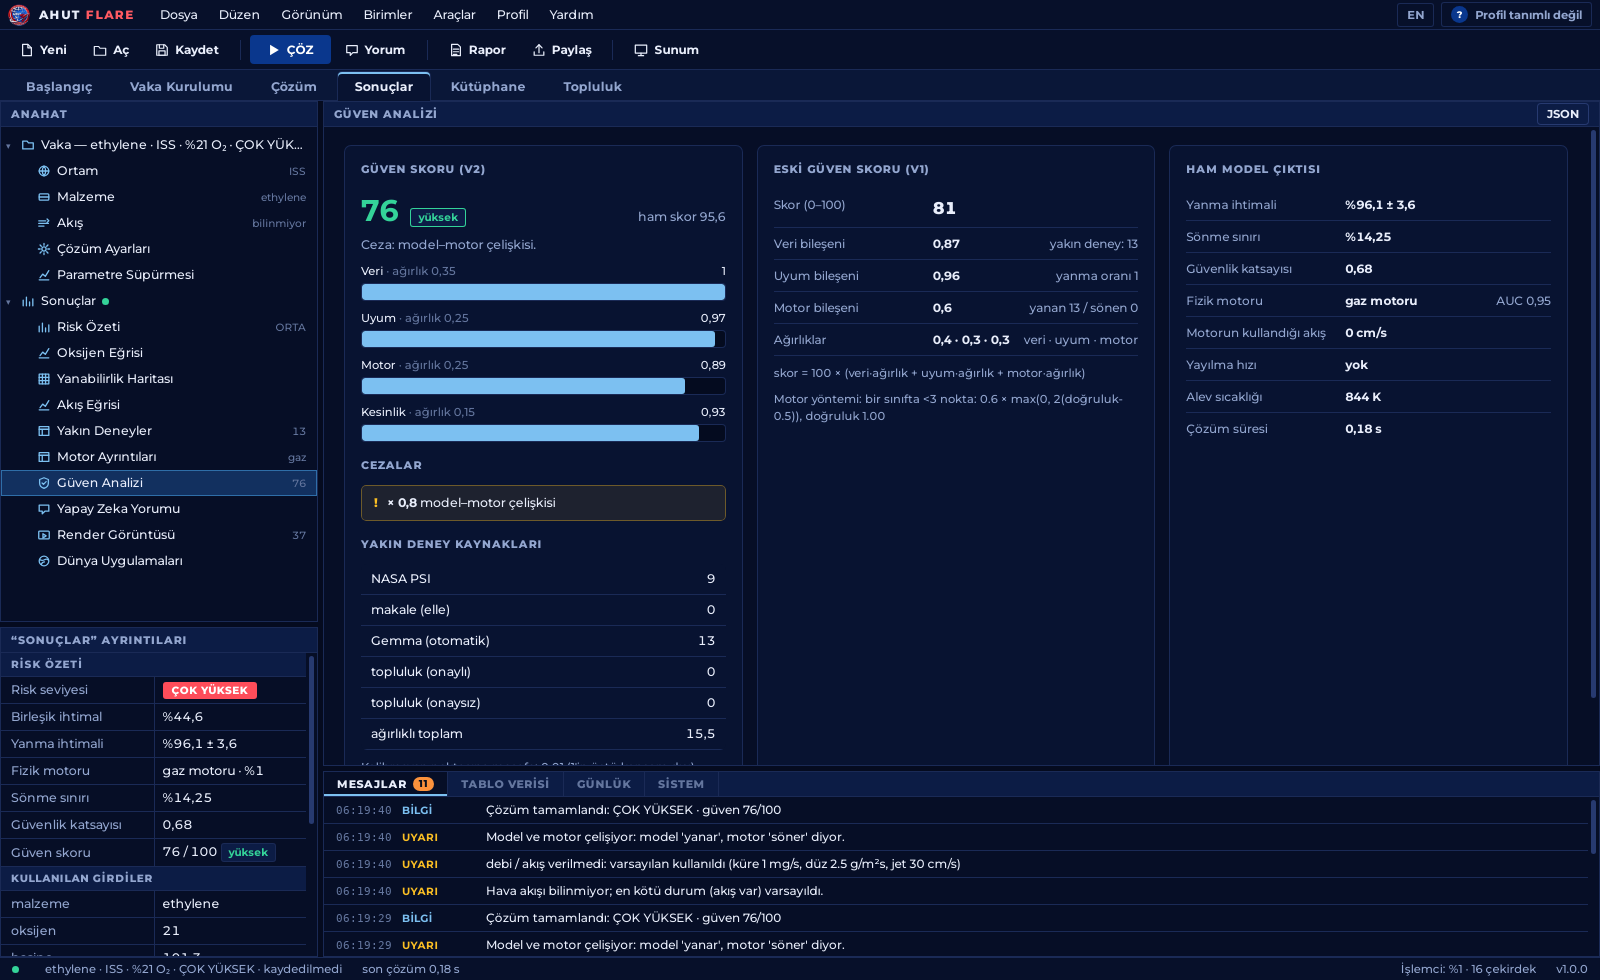 AHUT FLARE Dosya Düzen Görünüm Birimler Araçlar Profil Yardım EN ? Profil tanımlı değil
Yeni Aç Kaydet ÇÖZ Yorum Rapor Paylaş Sunum
Başlangıç Vaka Kurulumu Çözüm Sonuçlar Kütüphane Topluluk
ANAHAT
Vaka — ethylene · ISS · %21 O₂ · ÇOK YÜK...
Ortam ISS
Malzeme ethylene
Akış bilinmiyor
Çözüm Ayarları
Parametre Süpürmesi
Sonuçlar
Risk Özeti ORTA
Oksijen Eğrisi
Yanabilirlik Haritası
Akış Eğrisi
Yakın Deneyler 13
Motor Ayrıntıları gaz
Güven Analizi 76
Yapay Zeka Yorumu
Render Görüntüsü 37
Dünya Uygulamaları
“SONUÇLAR” AYRINTILARI
RİSK ÖZETİ
Risk seviyesi ÇOK YÜKSEK
Birleşik ihtimal %44,6
Yanma ihtimali %96,1 ± 3,6
Fizik motoru gaz motoru · %1
Sönme sınırı %14,25
Güvenlik katsayısı 0,68
Güven skoru 76 / 100 yüksek
KULLANILAN GİRDİLER
malzeme ethylene
oksijen 21
GÜVEN ANALİZİ JSON
GÜVEN SKORU (V2)
76 yüksek ham skor 95,6
Ceza: model–motor çelişkisi.
Veri · ağırlık 0,35 1
Uyum · ağırlık 0,25 0,97
Motor · ağırlık 0,25 0,89
Kesinlik · ağırlık 0,15 0,93
CEZALAR
! × 0,8 model–motor çelişkisi
YAKIN DENEY KAYNAKLARI
NASA PSI 9
makale (elle) 0
Gemma (otomatik) 13
topluluk (onaylı) 0
topluluk (onaysız) 0
ağırlıklı toplam 15,5
ESKİ GÜVEN SKORU (V1)
Skor (0–100) 81
Veri bileşeni 0,87 yakın deney: 13
Uyum bileşeni 0,96 yanma oranı 1
Motor bileşeni 0,6 yanan 13 / sönen 0
Ağırlıklar 0,4 · 0,3 · 0,3 veri · uyum · motor
skor = 100 × (veri·ağırlık + uyum·ağırlık + motor·ağırlık)
Motor yöntemi: bir sınıfta <3 nokta: 0.6 × max(0, 2(doğruluk-
0.5)), doğruluk 1.00
HAM MODEL ÇIKTISI
Yanma ihtimali %96,1 ± 3,6
Sönme sınırı %14,25
Güvenlik katsayısı 0,68
Fizik motoru gaz motoru AUC 0,95
Motorun kullandığı akış 0 cm/s
Yayılma hızı yok
Alev sıcaklığı 844 K
Çözüm süresi 0,18 s
MESAJLAR 11 TABLO VERİSİ GÜNLÜK SİSTEM
06:19:40 BİLGİ Çözüm tamamlandı: ÇOK YÜKSEK · güven 76/100
06:19:40 UYARI Model ve motor çelişiyor: model 'yanar', motor 'söner' diyor.
06:19:40 UYARI debi / akış verilmedi: varsayılan kullanıldı (küre 1 mg/s, düz 2.5 g/m²s, jet 30 cm/s)
06:19:40 UYARI Hava akışı bilinmiyor; en kötü durum (akış var) varsayıldı.
06:19:29 BİLGİ Çözüm tamamlandı: ÇOK YÜKSEK · güven 76/100
06:19:29 UYARI Model ve motor çelişiyor: model 'yanar', motor 'söner' diyor.
ethylene · ISS · %21 O₂ · ÇOK YÜKSEK · kaydedilmedi son çözüm 0,18 s İşlemci: %1 · 16 çekirdek v1.0.0